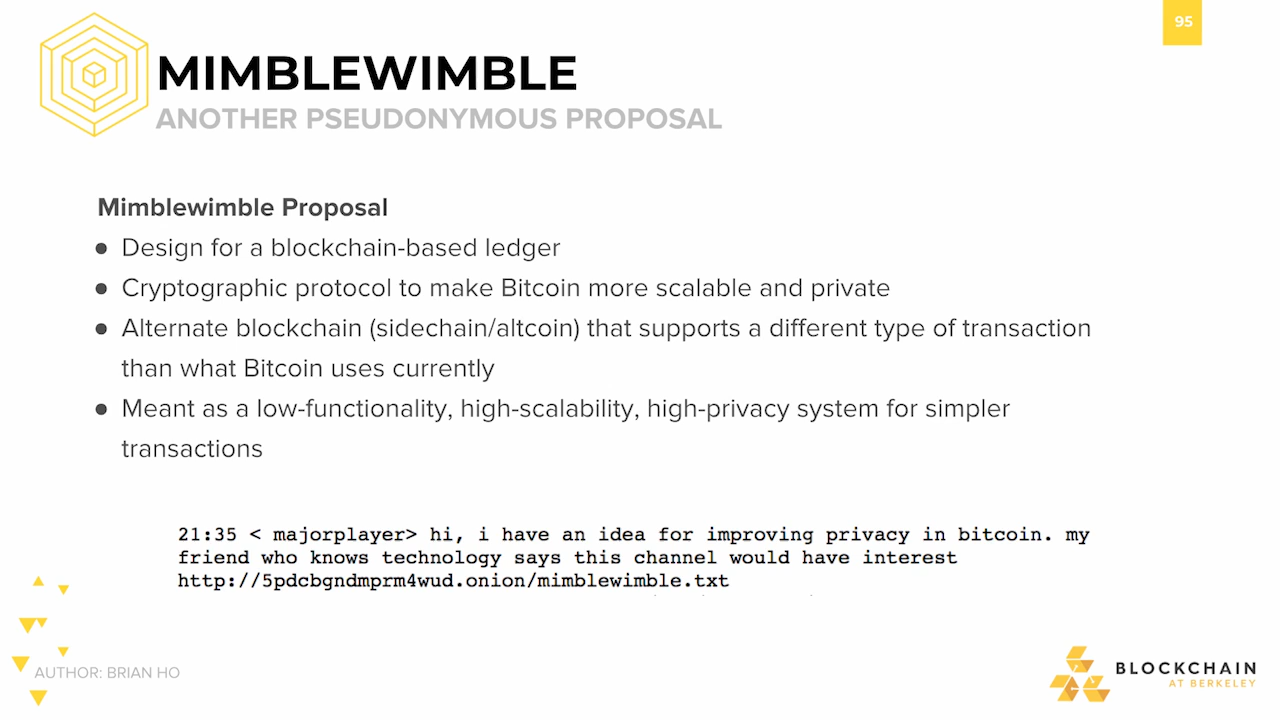 95
MIMBLEWIMBLE
ANOTHER PSEUDONYMOUS PROPOSAL
Mimblewimble Proposal
● Design for a blockchain-based ledger
● Cryptographic protocol to make Bitcoin more scalable and private
● Alternate blockchain (sidechain/altcoin) that supports a different type of transaction
than what Bitcoin uses currently
● Meant as a low-functionality, high-scalability, high-privacy system for simpler
transactions
21:35 < majorplayer> hi, i have an idea for improving privacy in bitcoin. my
friend who knows technology says this channel would have interest
http://5pdcbgndmprm4wud.onion/mimblewimble.txt
AUTHOR: BRIAN HO
BLOCKCHAIN
AT BERKELEY